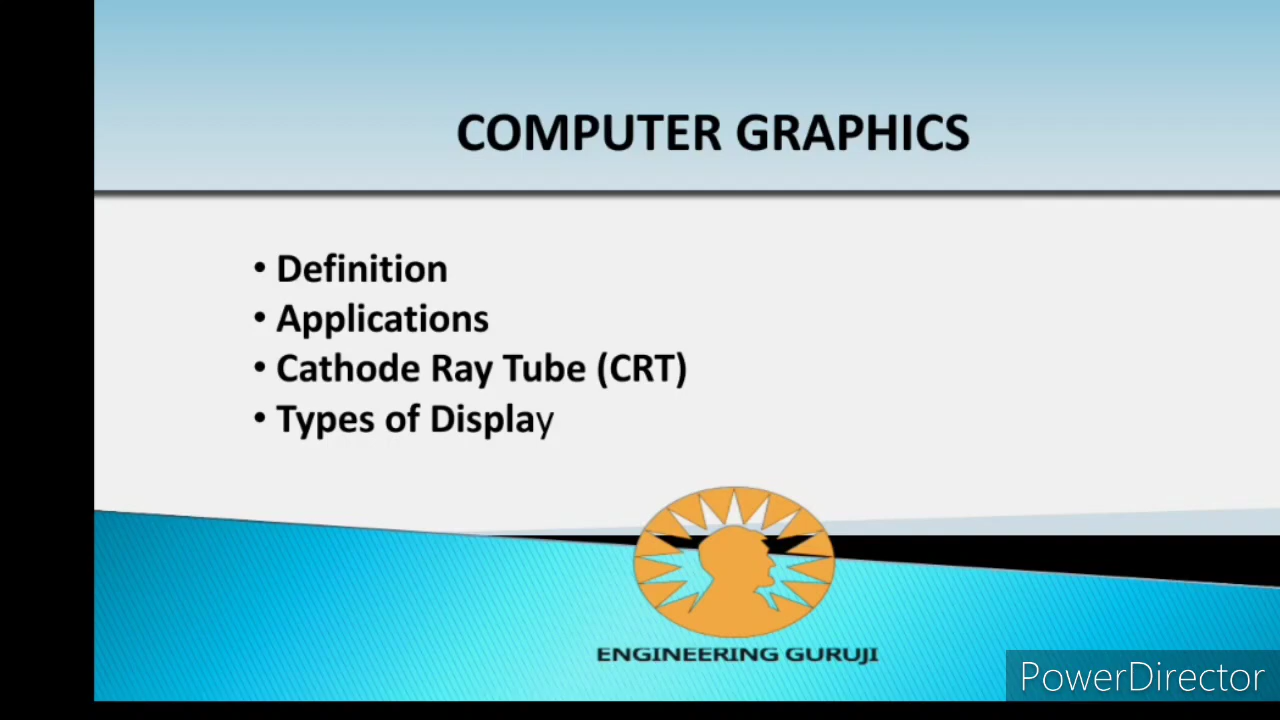 COMPUTER GRAPHICS
• Definition
• Applications
• Cathode Ray Tube (CRT)
• Types of Display
ENGINEERING GURUJI
PowerDirector